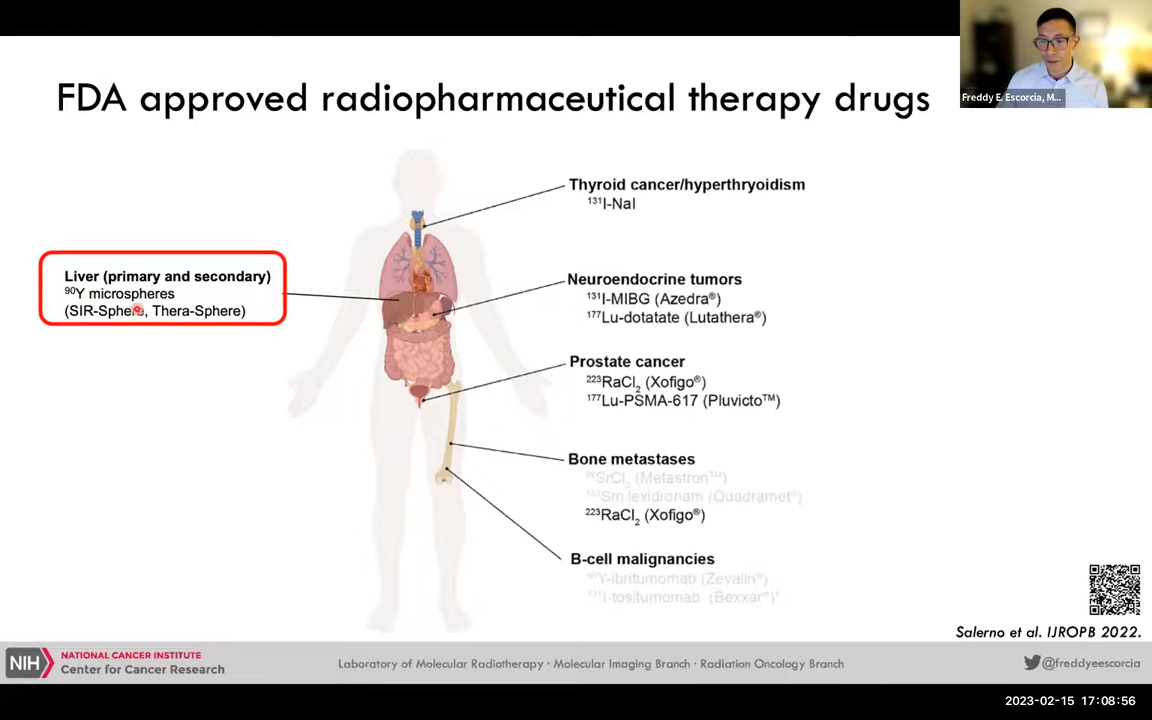 FDA approved radiopharmaceutical therapy drugs
Freddy E. Escorcia, M...
Thyroid cancer/hyperthryoidism
¹³¹I-NaI
Liver (primary and secondary)
⁹⁰Y microspheres
(SIR-Sphere, Thera-Sphere)
Neuroendocrine tumors
¹³¹I-MIBG (Azedra®)
¹⁷⁷Lu-dotatate (Lutathera®)
Prostate cancer
²²³RaCl₂ (Xofigo®)
¹⁷⁷Lu-PSMA-617 (Pluvicto™)
Bone metastases
⁸⁹SrCl₂ (Metastron™)
¹⁵³Sm lexidronam (Quadramet®)
²²³RaCl₂ (Xofigo®)
B-cell malignancies
⁹⁰Y-ibritumomab (Zevalin®)
¹³¹I-tositumomab (Bexxar®)*
Salerno et al. IJROPB 2022.
NIH
NATIONAL CANCER INSTITUTE
Center for Cancer Research
Laboratory of Molecular Radiotherapy · Molecular Imaging Branch · Radiation Oncology Branch
@freddyeescorcia
2023-02-15 17:08:56